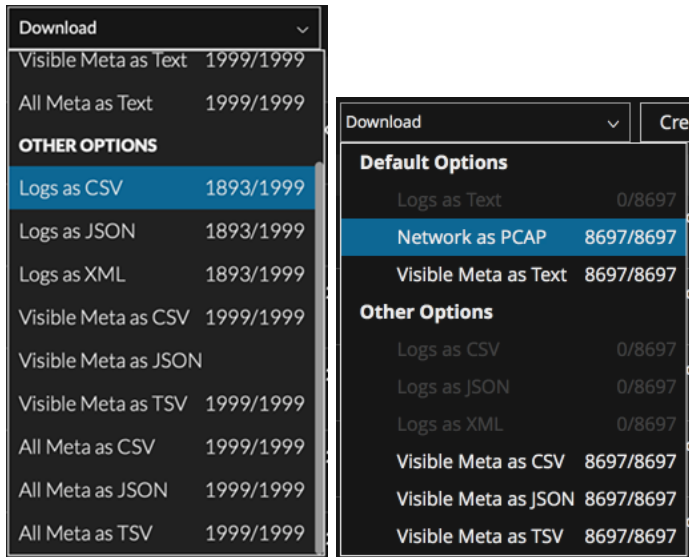 Download
Visible Meta as Text 1999/1999
All Meta as Text 1999/1999
OTHER OPTIONS
Logs as CSV 1893/1999
Logs as JSON 1893/1999
Logs as XML 1893/1999
Visible Meta as CSV 1999/1999
Visible Meta as JSON
Visible Meta as TSV 1999/1999
All Meta as CSV 1999/1999
All Meta as JSON 1999/1999
All Meta as TSV 1999/1999
Download Cre
Default Options
Logs as Text 0/8697
Network as PCAP 8697/8697
Visible Meta as Text 8697/8697
Other Options
Logs as CSV 0/8697
Logs as JSON 0/8697
Logs as XML 0/8697
Visible Meta as CSV 8697/8697
Visible Meta as JSON 8697/8697
Visible Meta as TSV 8697/8697